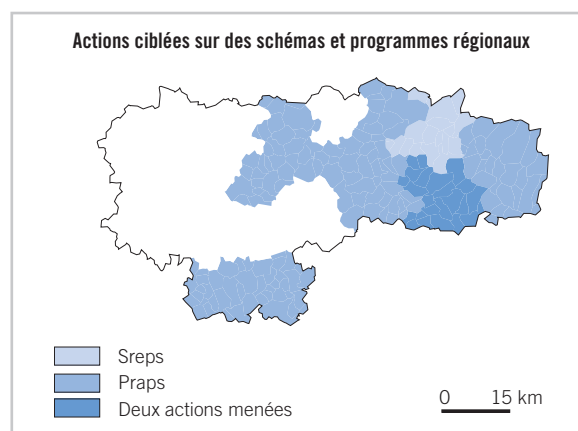 Actions ciblées sur des schémas et programmes régionaux
Sreps
Praps
Deux actions menées
0 15 km